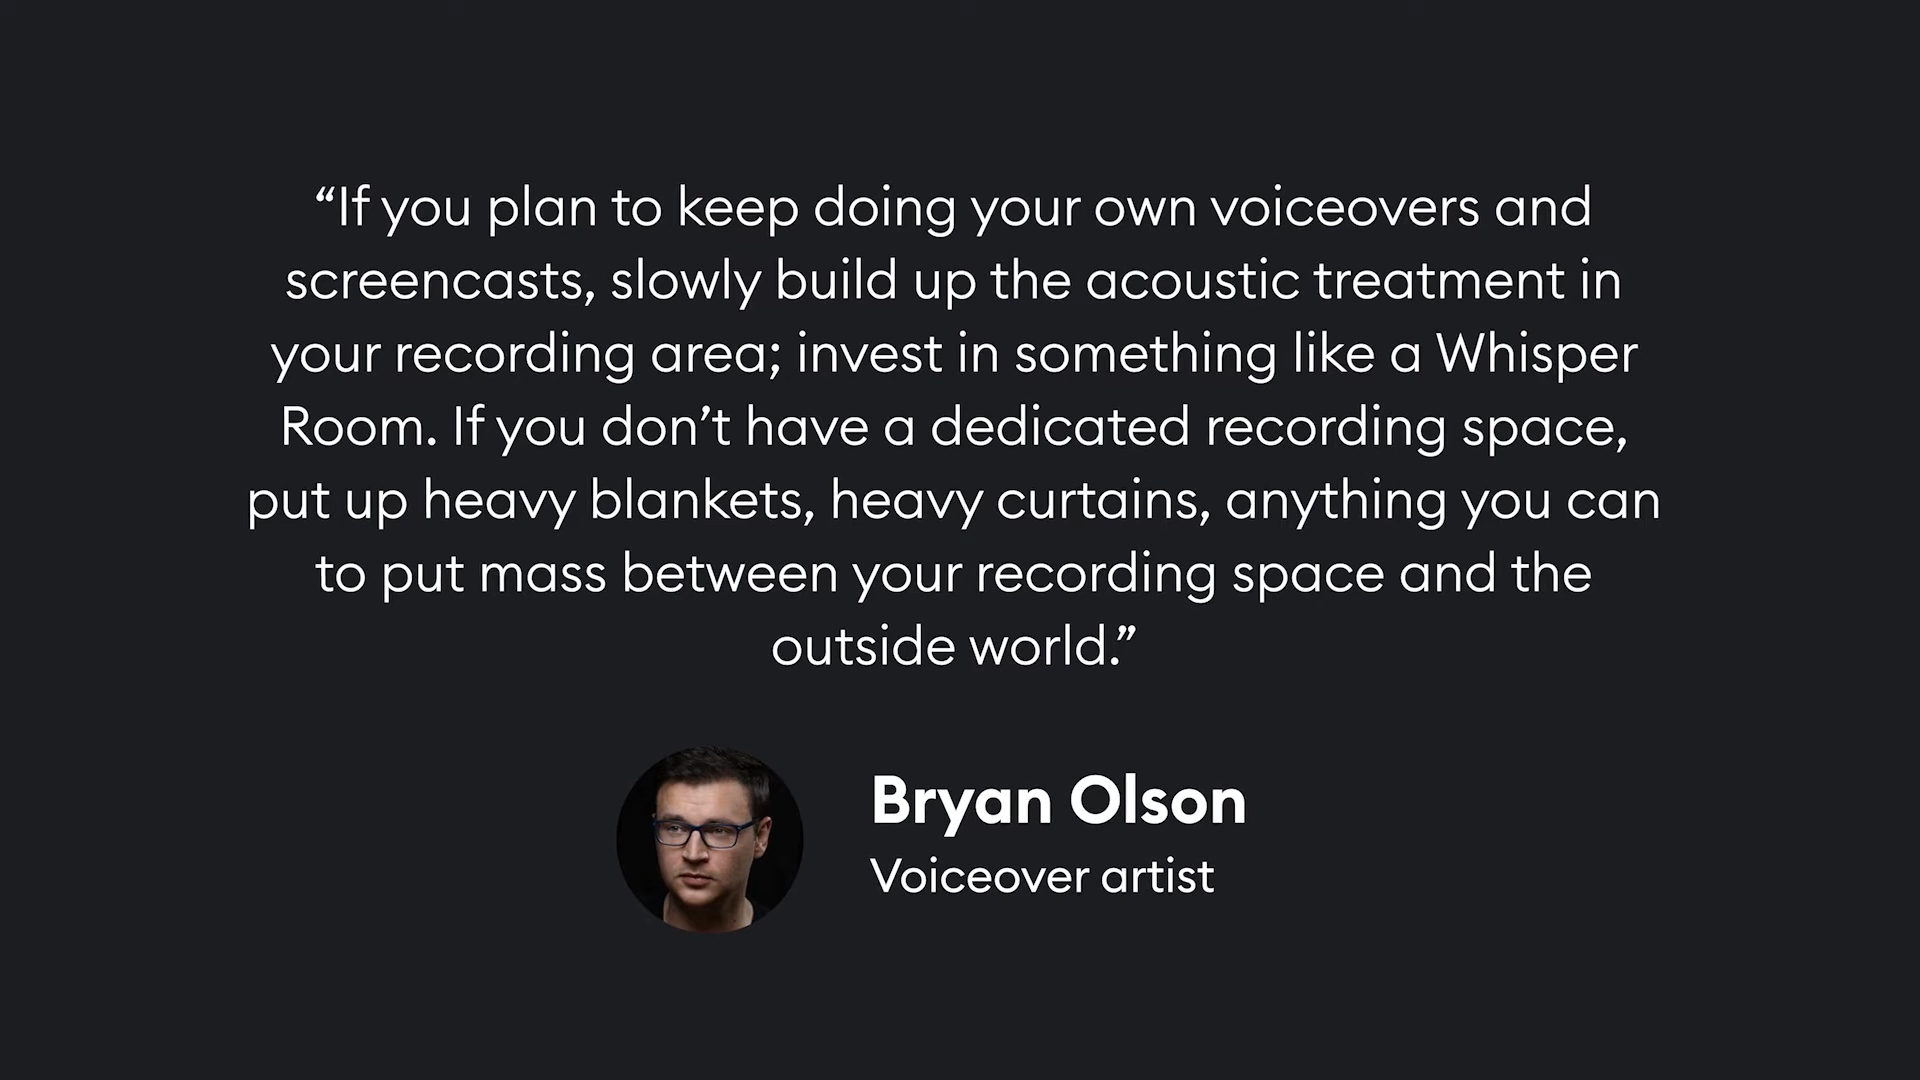 “If you plan to keep doing your own voiceovers and
screencasts, slowly build up the acoustic treatment in
your recording area; invest in something like a Whisper
Room. If you don’t have a dedicated recording space,
put up heavy blankets, heavy curtains, anything you can
to put mass between your recording space and the
outside world.”
Bryan Olson
Voiceover artist